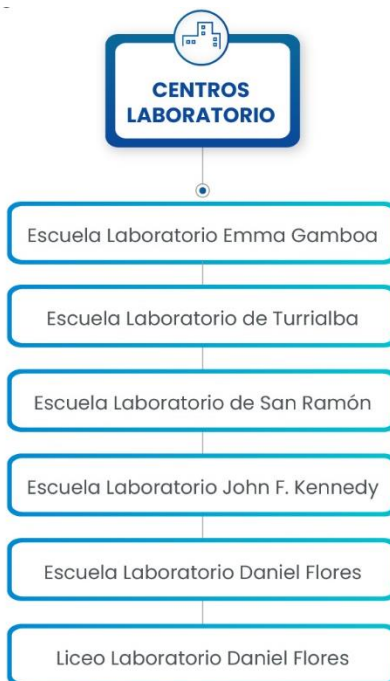 CENTROS
LABORATORIO
Escuela Laboratorio Emma Gamboa
Escuela Laboratorio de Turrialba
Escuela Laboratorio de San Ramón
Escuela Laboratorio John F. Kennedy
Escuela Laboratorio Daniel Flores
Liceo Laboratorio Daniel Flores